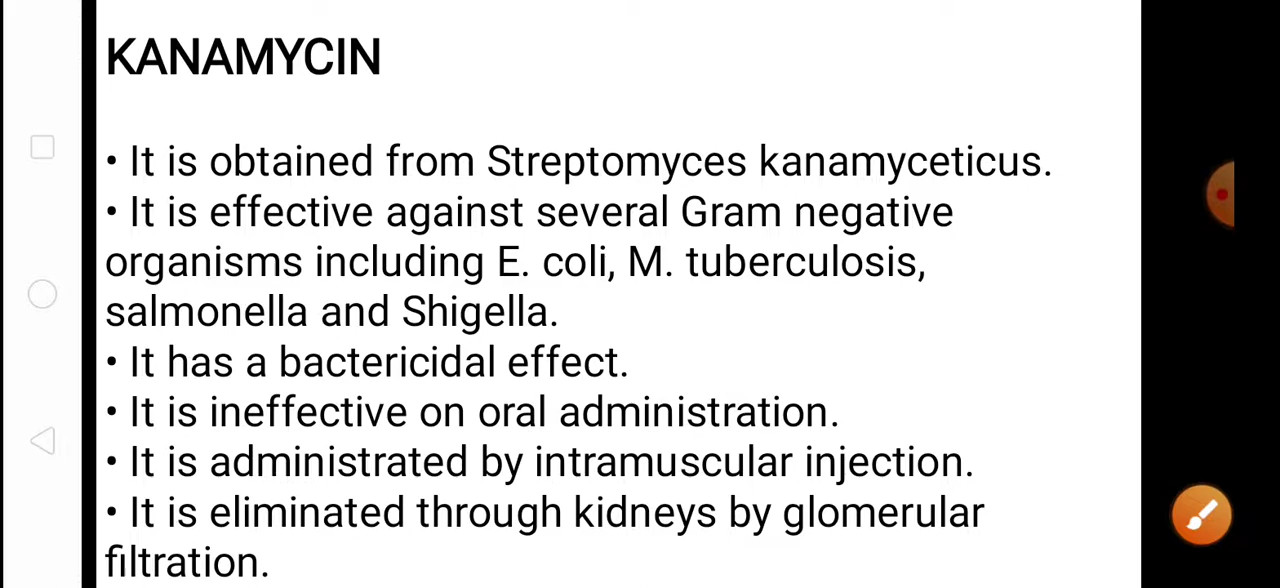 KANAMYCIN
• It is obtained from Streptomyces kanamyceticus.
• It is effective against several Gram negative
organisms including E. coli, M. tuberculosis,
salmonella and Shigella.
• It has a bactericidal effect.
• It is ineffective on oral administration.
• It is administrated by intramuscular injection.
• It is eliminated through kidneys by glomerular
filtration.